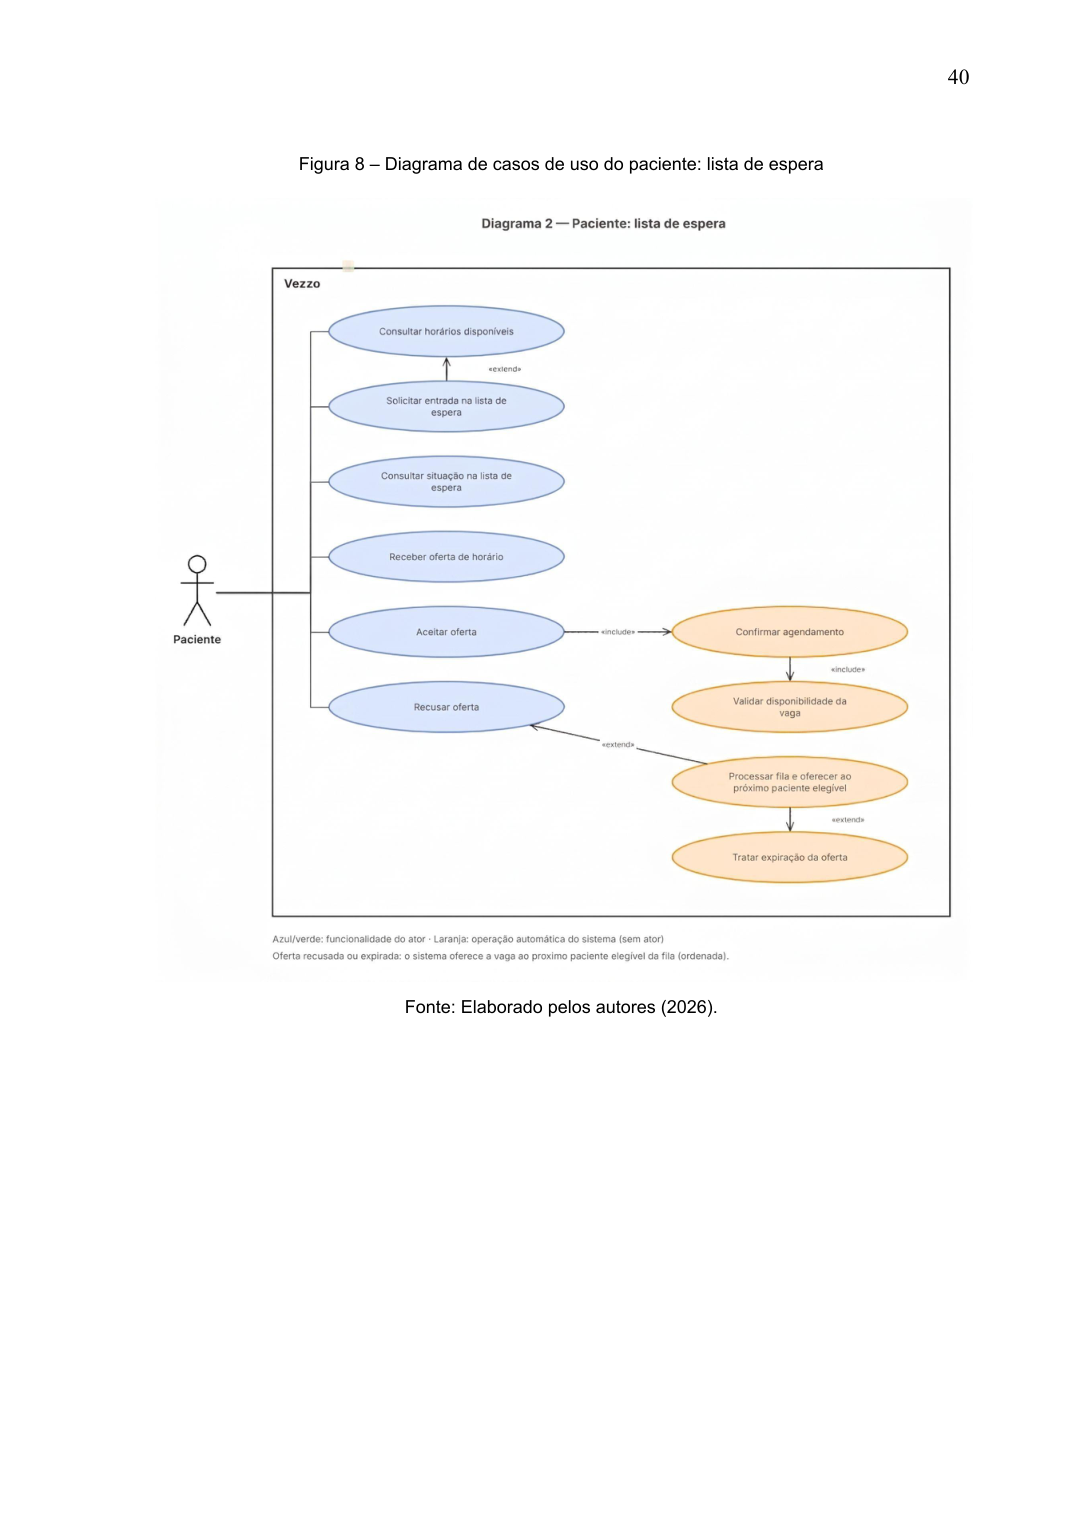 40
Figura 8 – Diagrama de casos de uso do paciente: lista de espera
Diagrama 2 — Paciente: lista de espera
Vezzo
Consultar horários disponíveis
«extend»
Solicitar entrada na lista de
espera
Consultar situação na lista de
espera
Receber oferta de horário
Paciente
Aceitar oferta
«include»
Confirmar agendamento
«include»
Recusar oferta
Validar disponibilidade da
vaga
«extend»
Processar fila e oferecer ao
próximo paciente elegível
«extend»
Tratar expiração da oferta
Azul/verde: funcionalidade do ator · Laranja: operação automática do sistema (sem ator)
Oferta recusada ou expirada: o sistema oferece a vaga ao proximo paciente elegível da fila (ordenada).
Fonte: Elaborado pelos autores (2026).